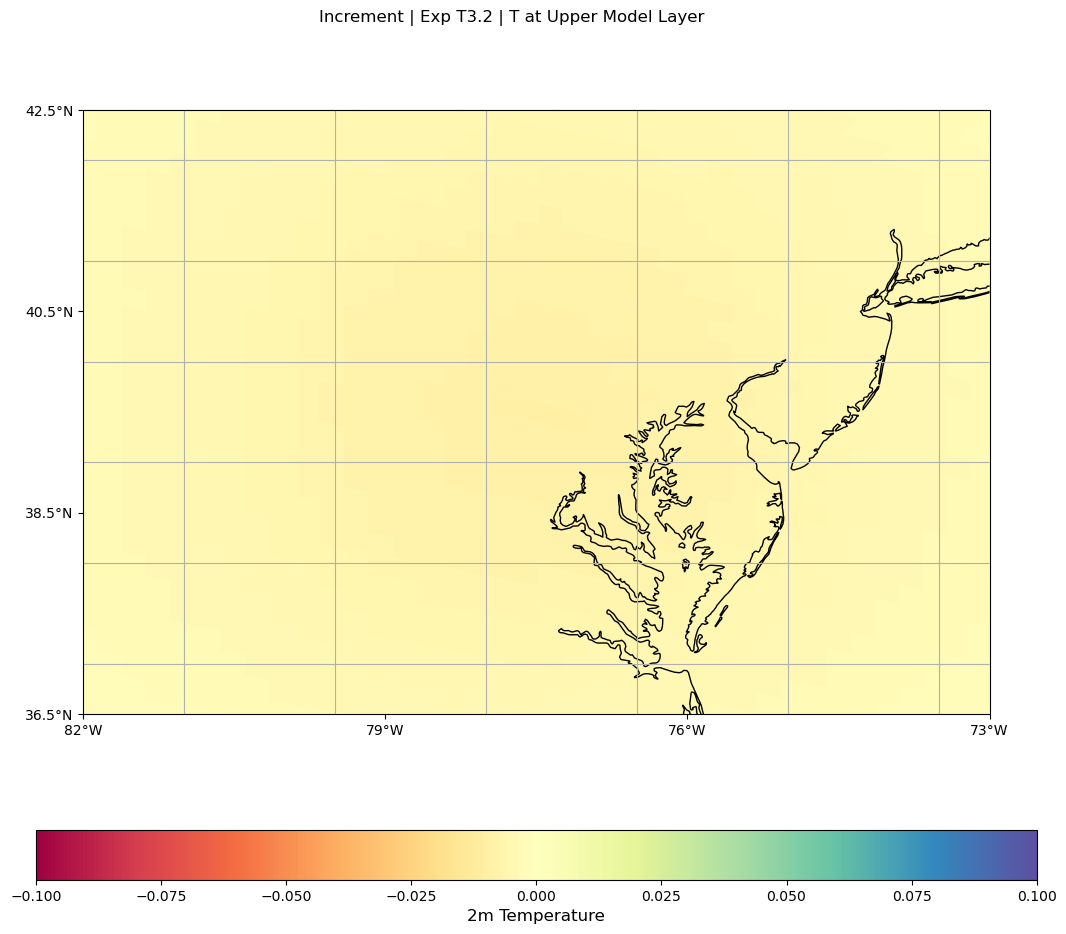 Increment | Exp T3.2 | T at Upper Model Layer
42.5°N
40.5°N
38.5°N
36.5°N
82°W 79°W 76°W 73°W
−0.100 −0.075 −0.050 −0.025 0.000 0.025 0.050 0.075 0.100
2m Temperature